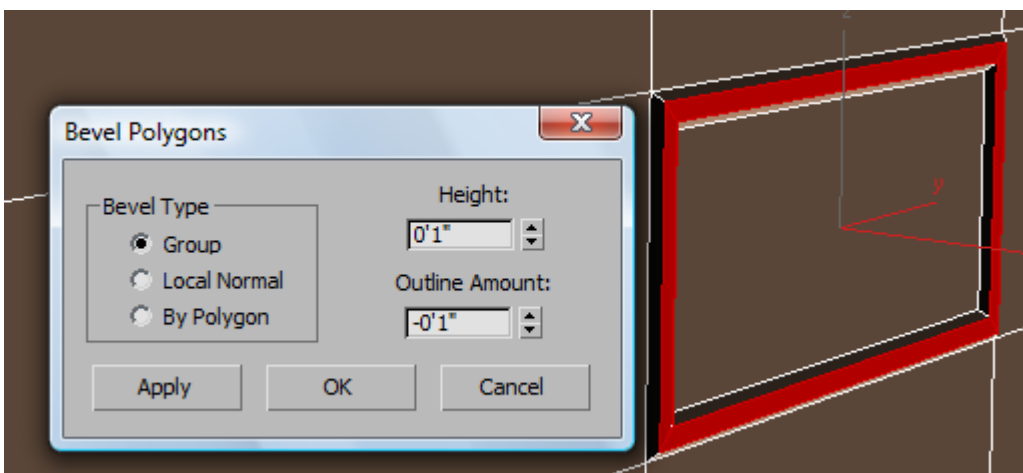 Bevel Polygons
X
Bevel Type
Group
Local Normal
By Polygon
Height:
0'1"
Outline Amount:
-0'1"
Apply
OK
Cancel
z
y